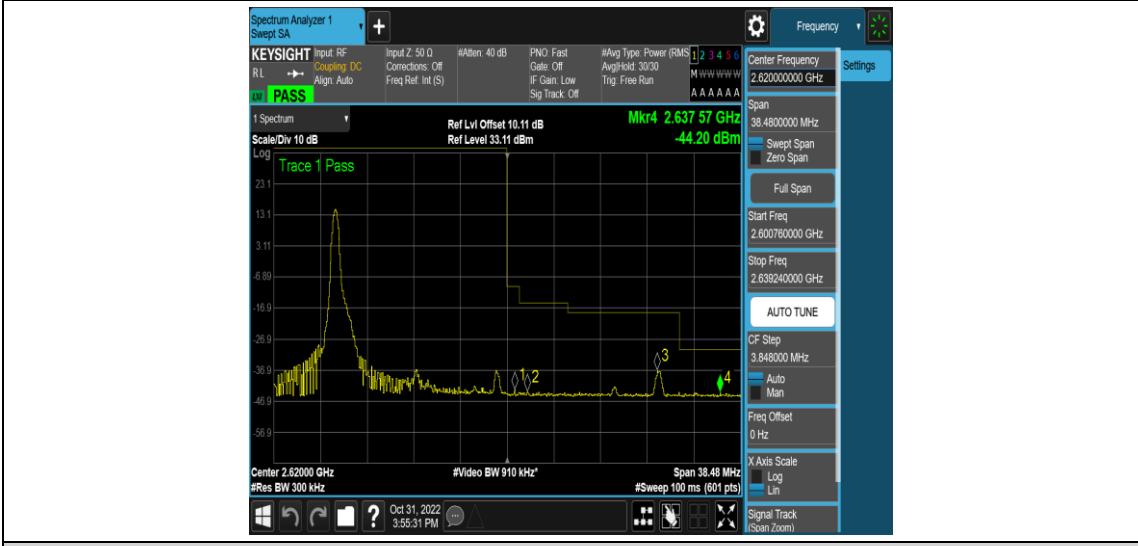 Spectrum Analyzer 1
Swept SA
+
Frequency
KEYSIGHT
RL
LW PASS
Input: RF
Coupling: DC
Align: Auto
Input Z: 50 Ω
Corrections: Off
Freq Ref: Int (S)
#Atten: 40 dB
PNO: Fast
Gate: Off
IF Gain: Low
Sig Track: Off
#Avg Type: Power (RMS
Avg|Hold: 30/30
Trig: Free Run
1 2 3 4 5 6
M W W W W W
A A A A A A
1 Spectrum
Scale/Div 10 dB
Ref Lvl Offset 10.11 dB
Ref Level 33.11 dBm
Mkr4 2.637 57 GHz
-44.20 dBm
Log
Trace 1 Pass
23.1
13.1
3.11
-6.89
-16.9
-26.9
-36.9
-46.9
-56.9
1
2
3
4
Center 2.62000 GHz
#Res BW 300 kHz
#Video BW 910 kHz*
Span 38.48 MHz
#Sweep 100 ms (601 pts)
?
Oct 31, 2022
3:55:31 PM
Center Frequency
2.620000000 GHz
Settings
Span
38.4800000 MHz
Swept Span
Zero Span
Full Span
Start Freq
2.600760000 GHz
Stop Freq
2.639240000 GHz
AUTO TUNE
CF Step
3.848000 MHz
Auto
Man
Freq Offset
0 Hz
X Axis Scale
Log
Lin
Signal Track
(Span Zoom)